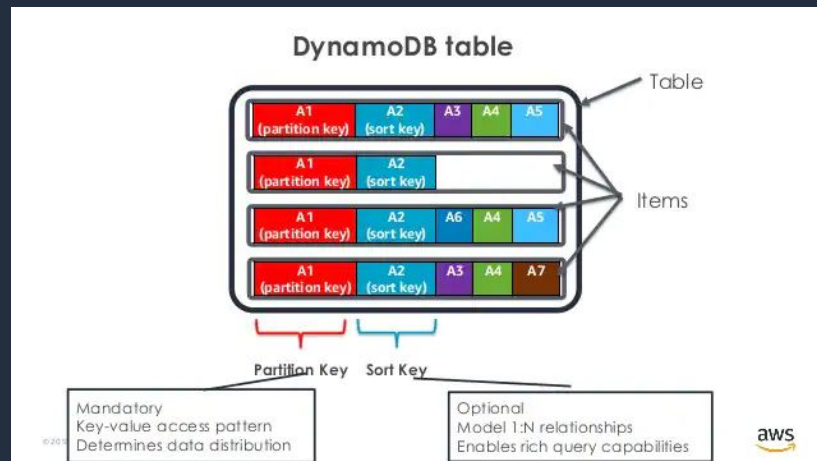 DynamoDB table
Table
A1 A2 A3 A4 A5
(partition key) (sort key)
A1 A2
(partition key) (sort key)
Items
A1 A2 A6 A4 A5
(partition key) (sort key)
A1 A2 A3 A4 A7
(partition key) (sort key)
Partition Key Sort Key
Mandatory
Key-value access pattern
Determines data distribution
Optional
Model 1:N relationships
Enables rich query capabilities
aws